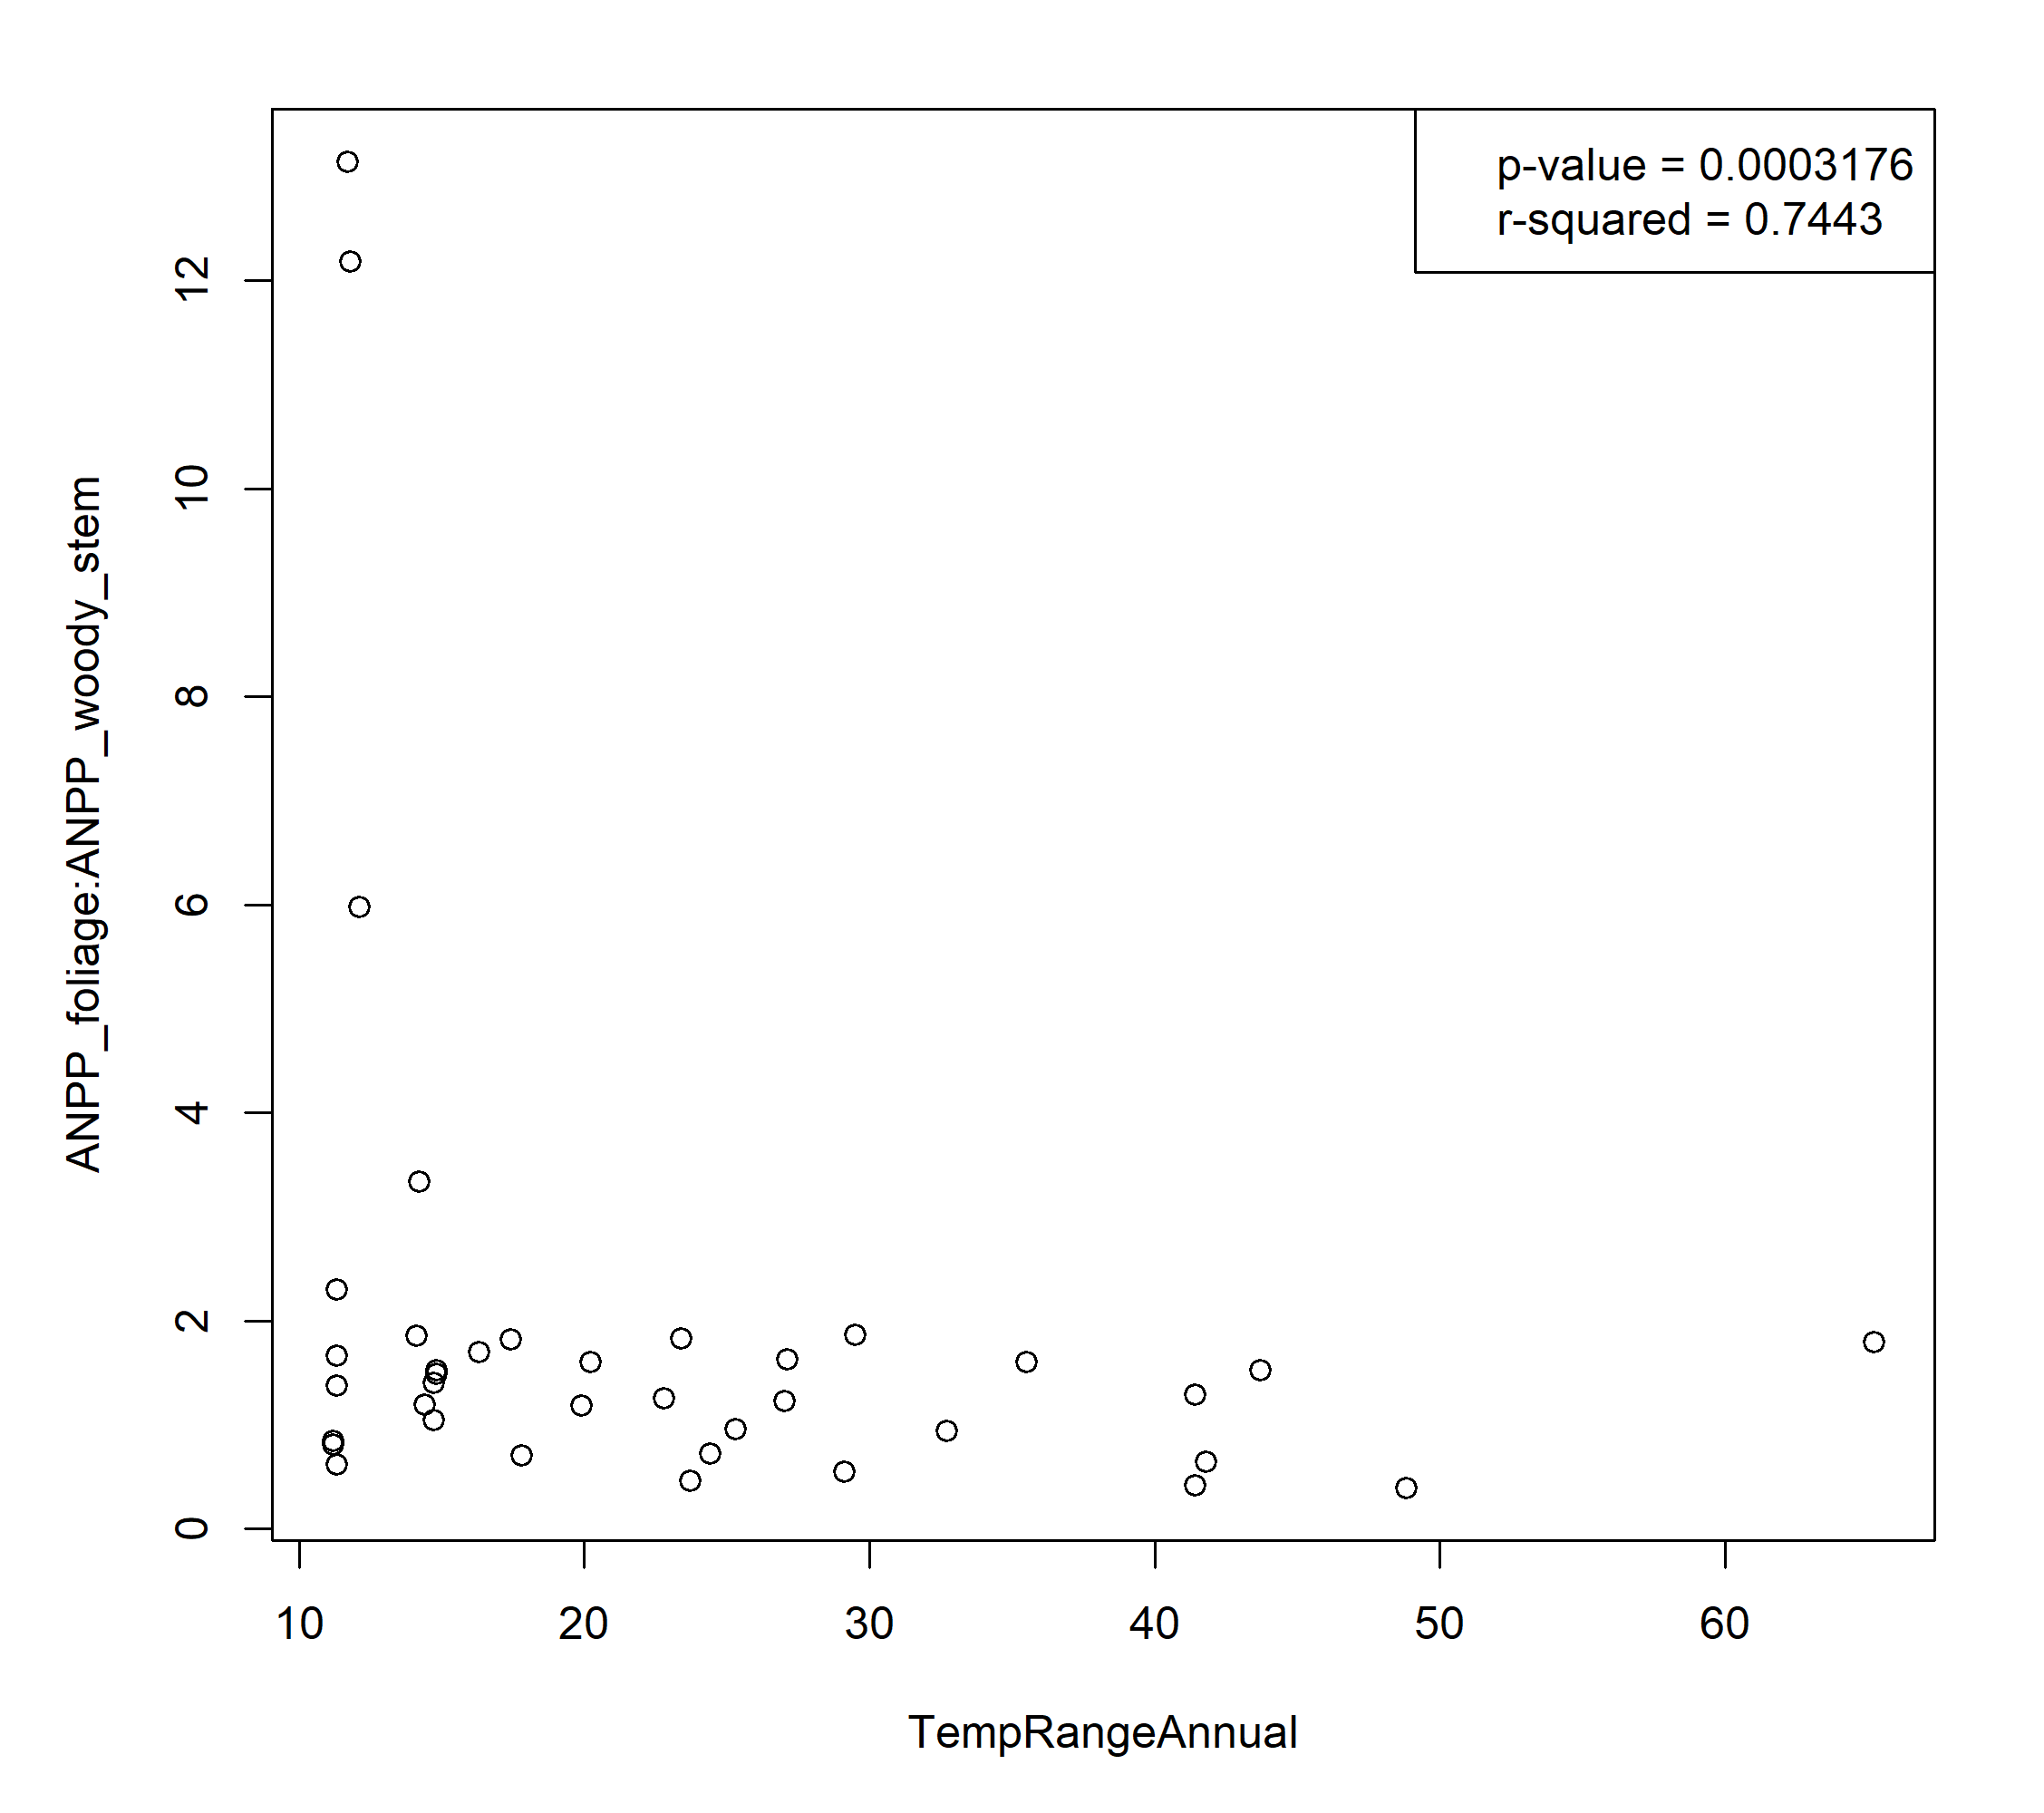 p-value = 0.0003176
r-squared = 0.7443
ANPP_foliage:ANPP_woody_stem
12
10
8
6
4
2
0
10 20 30 40 50 60
TempRangeAnnual